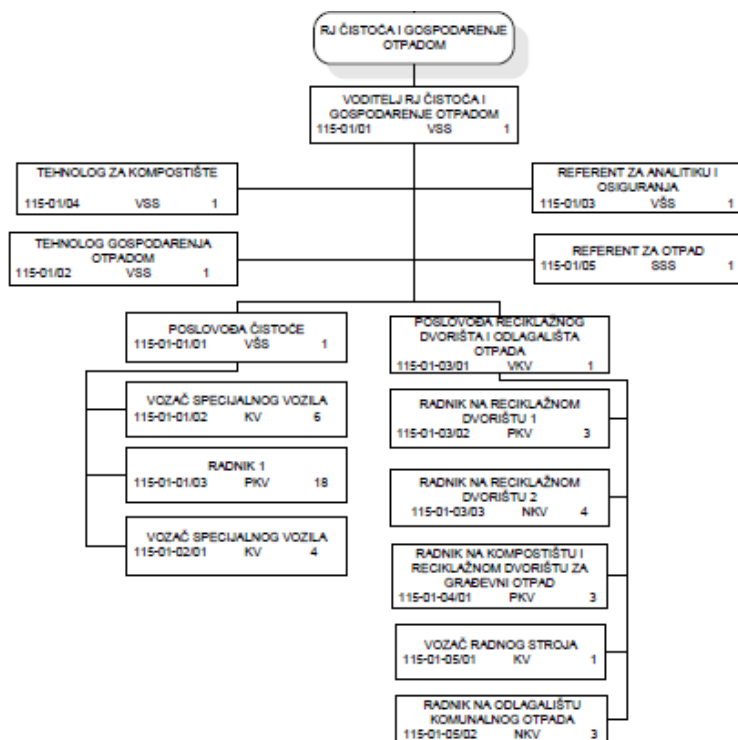 RJ ČISTOĆA I GOSPODARENJE
OTPADOM
VODITELJ RJ ČISTOĆA I
GOSPODARENJE OTPADOM
115-01/01 VSS 1
TEHNOLOG ZA KOMPOSTIŠTE
115-01/04 VSS 1
REFERENT ZA ANALITIKU I
OSIGURANJA
115-01/03 VŠS 1
TEHNOLOG GOSPODARENJA
OTPADOM
115-01/02 VSS 1
REFERENT ZA OTPAD
115-01/05 SSS 1
POSLOVOĐA ČISTOĆE
115-01-01/01 VŠS 1
VOZAČ SPECIJALNOG VOZILA
115-01-01/02 KV 6
RADNIK 1
115-01-01/03 PKV 18
VOZAČ SPECIJALNOG VOZILA
115-01-02/01 KV 4
POSLOVOĐA RECIKLAŽNOG
DVORIŠTA I ODLAGALIŠTA
OTPADA
115-01-03/01 VKV 1
RADNIK NA RECIKLAŽNOM
DVORIŠTU 1
115-01-03/02 PKV 3
RADNIK NA RECIKLAŽNOM
DVORIŠTU 2
115-01-03/03 NKV 4
RADNIK NA KOMPOSTIŠTU I
RECIKLAŽNOM DVORIŠTU ZA
GRAĐEVNI OTPAD
115-01-04/01 PKV 3
VOZAČ RADNOG STROJA
115-01-05/01 KV 1
RADNIK NA ODLAGALIŠTU
KOMUNALNOG OTPADA
115-01-05/02 NKV 3